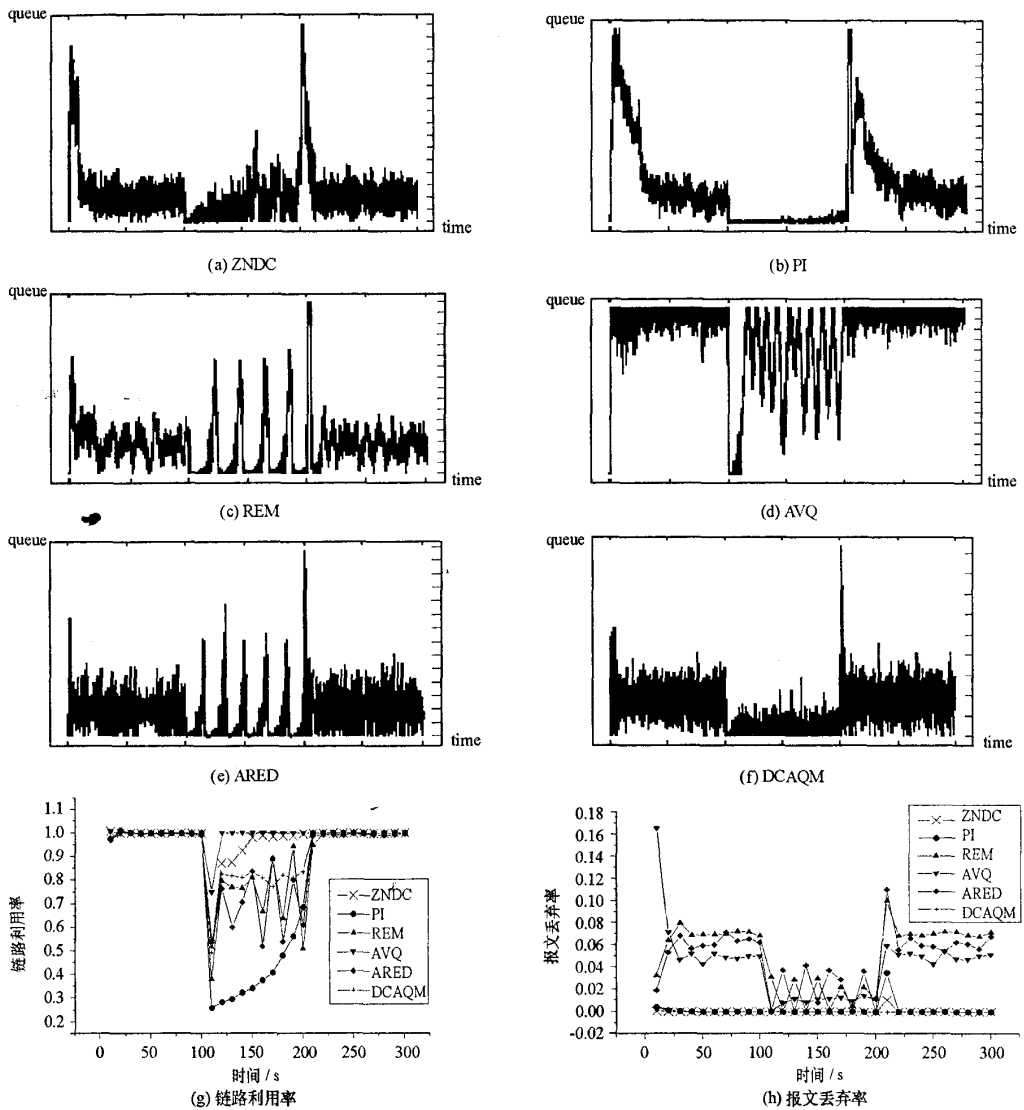 queue
time
(a) ZNDC
queue
time
(b) PI
queue
time
(c) REM
queue
time
(d) AVQ
queue
time
(e) ARED
queue
time
(f) DCAQM
1.1
1.0
0.9
0.8
0.7
0.6
0.5
0.4
0.3
0.2
链路利用率
ZNDC
PI
REM
AVQ
ARED
DCAQM
0 50 100 150 200 250 300
时间 / s
(g) 链路利用率
0.18
0.16
0.14
0.12
0.10
0.08
0.06
0.04
0.02
0.00
-0.02
报文丢弃率
ZNDC
PI
REM
AVQ
ARED
DCAQM
0 50 100 150 200 250 300
时间 / s
(h) 报文丢弃率